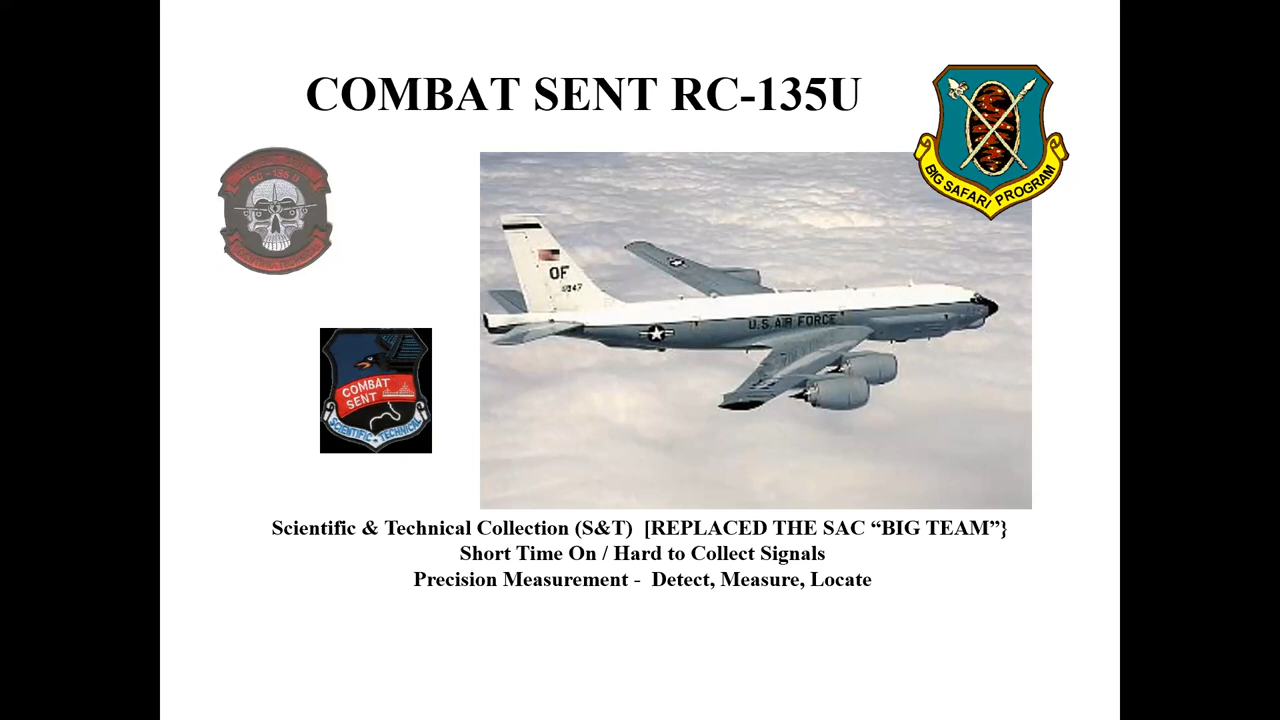 COMBAT SENT RC-135U
BIG SAFARI PROGRAM
RC-135 U
OF
U.S. AIR FORCE
COMBAT
SENT
SCIENTIFIC TECHNICAL
Scientific & Technical Collection (S&T) [REPLACED THE SAC “BIG TEAM”}
Short Time On / Hard to Collect Signals
Precision Measurement - Detect, Measure, Locate